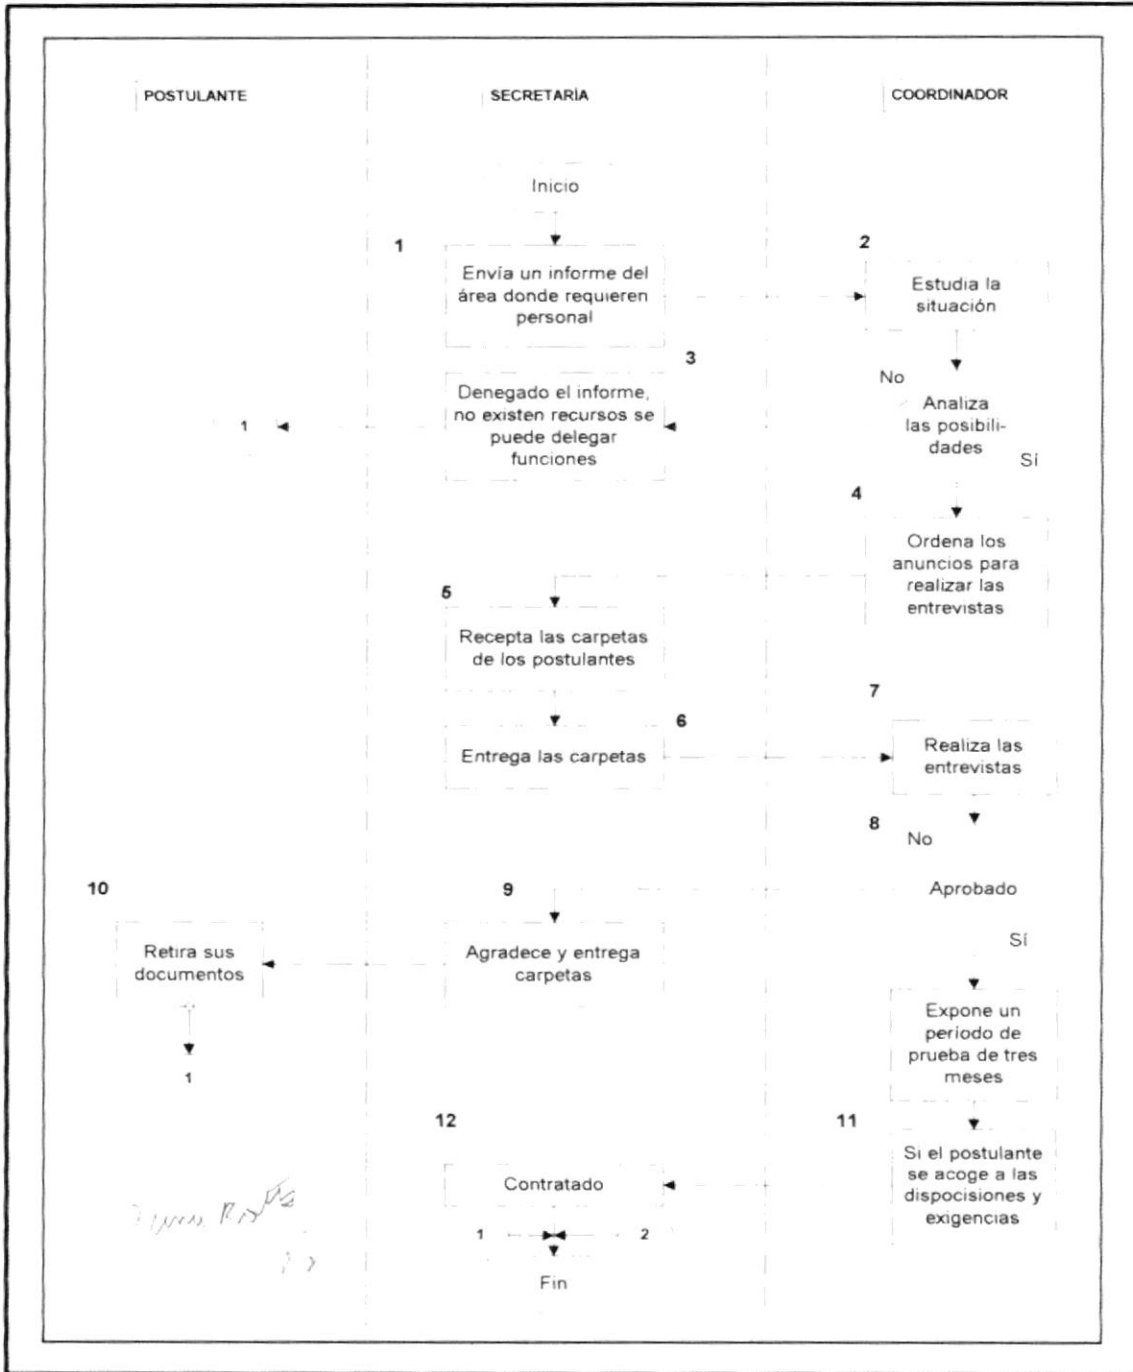 POSTULANTE
SECRETARÍA
COORDINADOR
Inicio
1
Envía un informe del
área donde requieren
personal
2
Estudia la
situación
3
Denegado el informe,
no existen recursos se
puede delegar
funciones
1
No
Analiza
las posibili-
dades
Sí
4
Ordena los
anuncios para
realizar las
entrevistas
5
Recepta las carpetas
de los postulantes
6
Entrega las carpetas
7
Realiza las
entrevistas
8
No
Aprobado
Sí
9
Agradece y entrega
carpetas
10
Retira sus
documentos
1
Expone un
período de
prueba de tres
meses
11
Si el postulante
se acoge a las
dispocisiones y
exigencias
12
Contratado
1
2
Fin